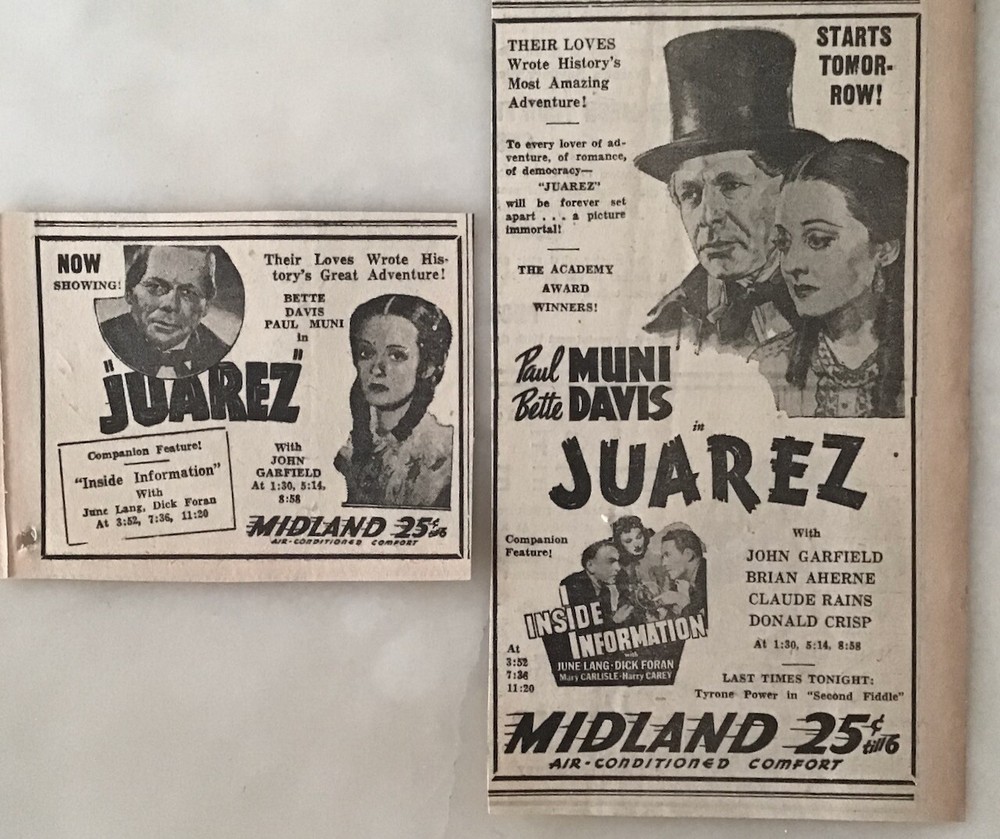 NOW
SHOWING!
Their Loves Wrote His-
tory's Great Adventure!
BETTE
DAVIS
PAUL MUNI
in
"JUAREZ"
Companion Feature!
"Inside Information"
With
June Lang, Dick Foran
At 3:52, 7:36, 11:20
With
JOHN
GARFIELD
At 1:30, 5:14,
8:58
MIDLAND 25¢ till 6
AIR-CONDITIONED COMFORT
THEIR LOVES
Wrote History's
Most Amazing
Adventure!
To every lover of ad-
venture, of romance,
of democracy—
"JUAREZ"
will be forever set
apart . . . a picture
immortal!
THE ACADEMY
AWARD
WINNERS!
STARTS
TOMOR-
ROW!
Paul MUNI
Bette DAVIS
in
JUAREZ
Companion
Feature!
INSIDE
INFORMATION
with
JUNE LANG·DICK FORAN
Mary CARLISLE·Harry CAREY
At
3:52
7:36
11:20
With
JOHN GARFIELD
BRIAN AHERNE
CLAUDE RAINS
DONALD CRISP
At 1:30, 5:14, 8:58
LAST TIMES TONIGHT:
Tyrone Power in "Second Fiddle"
MIDLAND 25¢ till 6
AIR-CONDITIONED COMFORT